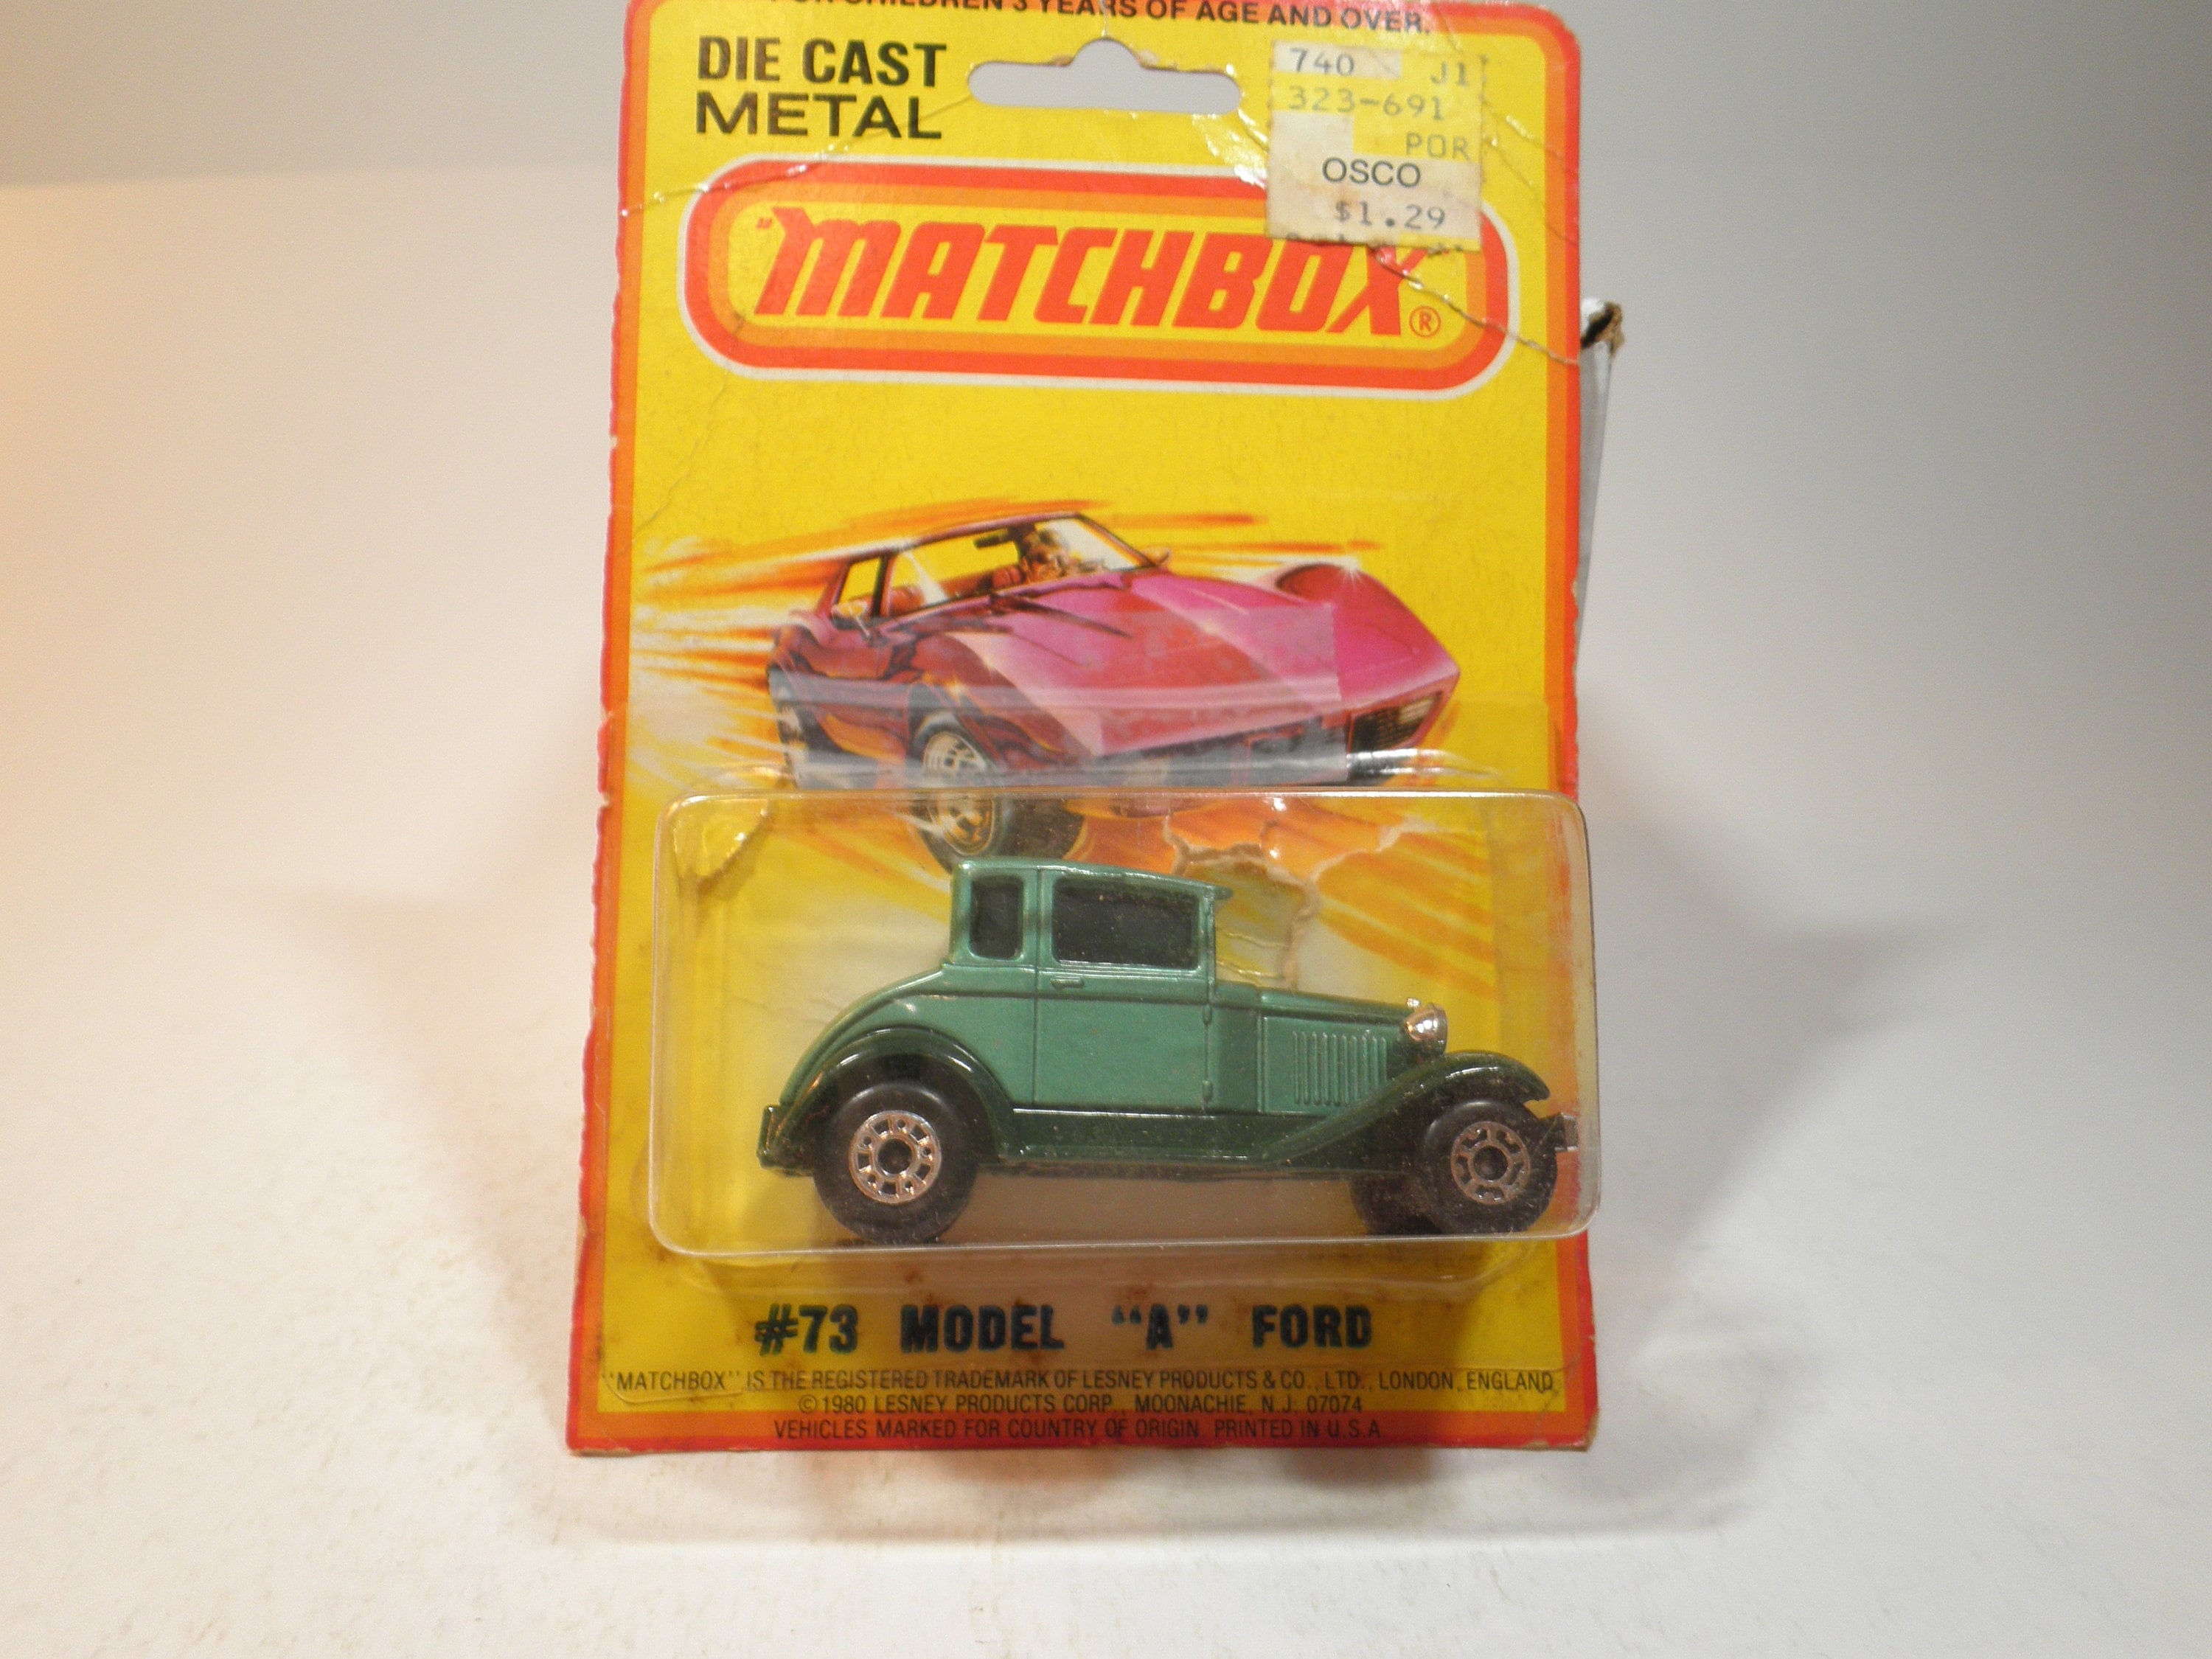 CHILDREN 3 YEARS OF AGE AND OVER.
DIE CAST
METAL
740 J1
323-691
POR
OSCO
$1.29
"MATCHBOX®
#73 MODEL "A" FORD
"MATCHBOX" IS THE REGISTERED TRADEMARK OF LESNEY PRODUCTS & CO., LTD., LONDON, ENGLAND
©1980 LESNEY PRODUCTS CORP., MOONACHIE, N.J. 07074
VEHICLES MARKED FOR COUNTRY OF ORIGIN. PRINTED IN U.S.A.